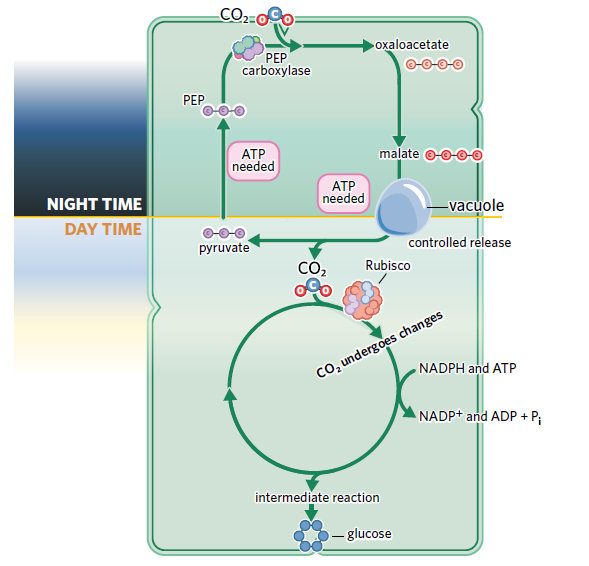 CO₂ O C O
oxaloacetate
C C C C
PEP
carboxylase
PEP
C C C
ATP
needed
malate C C C C
ATP
needed
NIGHT TIME
vacuole
DAY TIME
C C C
pyruvate
controlled release
CO₂
O C O
Rubisco
CO₂ undergoes changes
NADPH and ATP
NADP+ and ADP + Pi
intermediate reaction
glucose